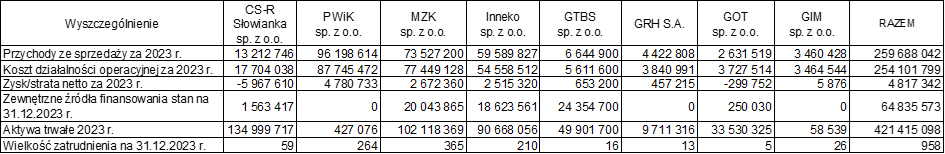 Wyszczególnienie CS-R Słowianka sp. z o.o. PWiK sp. z o.o. MZK sp. z o.o. Inneko sp. z o.o. GTBS sp. z o.o. GRH S.A. GOT sp. z o.o. GIM sp. z o.o. RAZEM
Przychody ze sprzedaży za 2023 r. 13 212 746 96 198 614 73 527 200 59 589 827 6 644 900 4 422 808 2 631 519 3 460 428 259 688 042
Koszt działalności operacyjnej za 2023 r. 17 704 038 87 745 472 77 449 128 54 558 512 5 611 600 3 840 991 3 727 514 3 464 544 254 101 799
Zysk/strata netto za 2023 r. -5 967 610 4 780 733 2 672 360 2 515 320 653 200 457 215 -299 752 5 876 4 817 342
Zewnętrzne źródła finansowania stan na
31.12.2023 r. 1 563 417 0 20 043 865 18 623 561 24 354 700 0 250 030 0 64 835 573
Aktywa trwałe 2023 r. 134 999 717 427 076 102 118 369 90 668 056 49 901 700 9 711 316 33 530 325 58 539 421 415 098
Wielkość zatrudnienia na 31.12.2023 r. 59 264 365 210 16 13 5 26 958